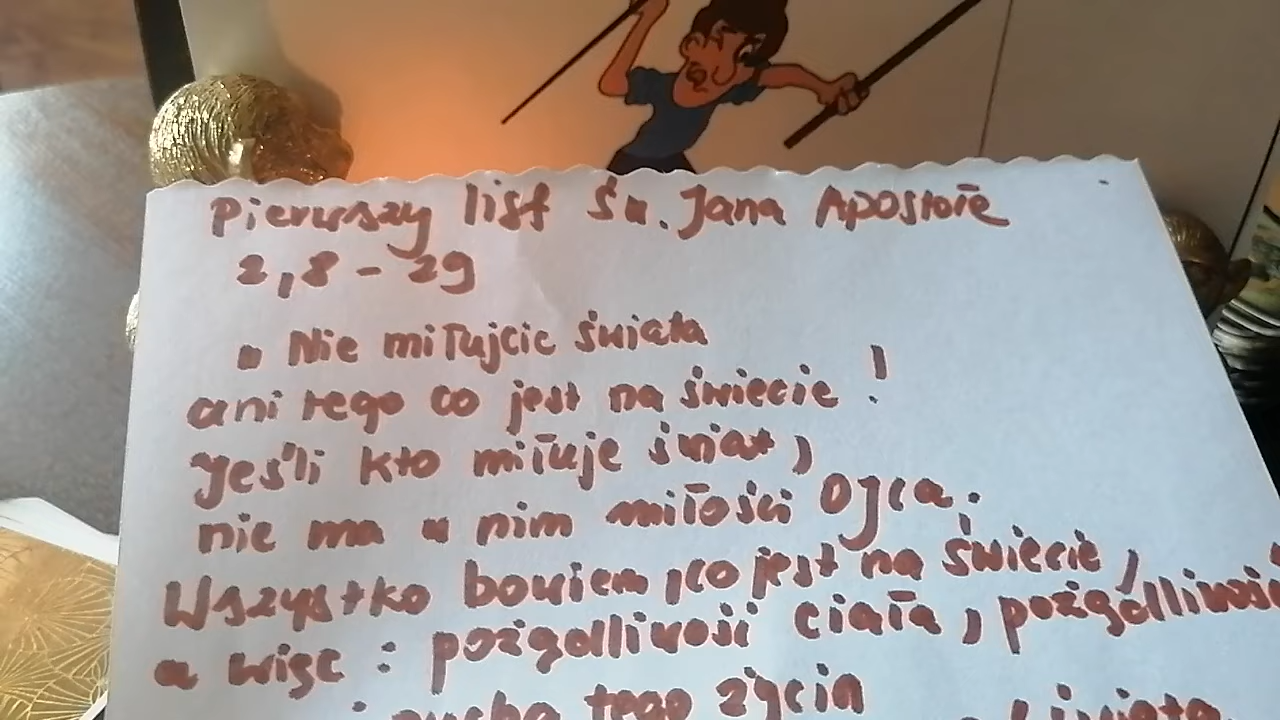 Pierwszy list św. Jana Apostoła
2,8-29
" Nie miłujcie świata
ani tego co jest na świecie !
Jeśli kto miłuje świat,
nie ma w nim miłości Ojca.
Wszystko bowiem, co jest na świecie,
a więc : pożądliwość ciała, pożądliwość
i pycha tego życia
świata